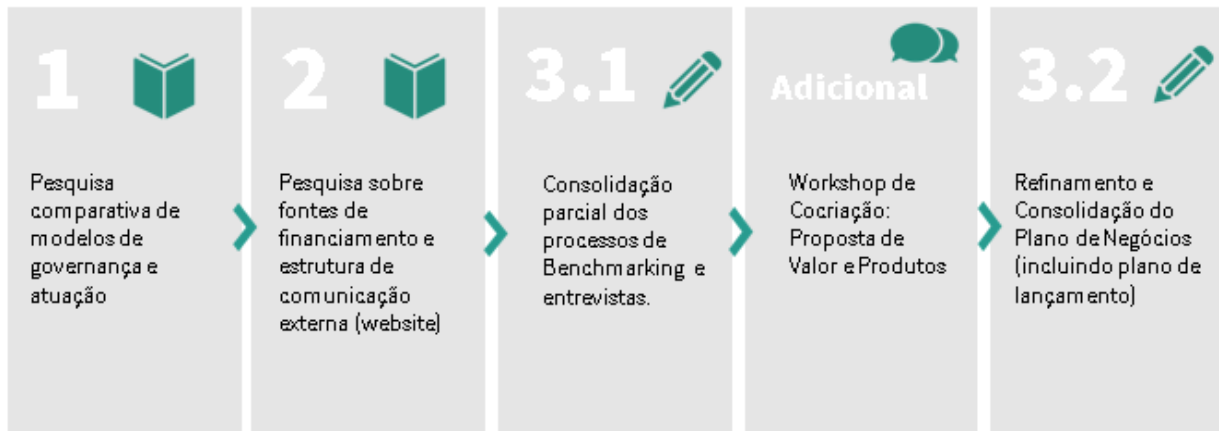 1
Pesquisa
comparativa de
modelos de
governança e
atuação
2
Pesquisa sobre
fontes de
financiamento e
estrutura de
comunicação
externa (website)
3.1
Consolidação
parcial dos
processos de
Benchmarking e
entrevistas.
Adicional
Workshop de
Cocriação:
Proposta de
Valor e Produtos
3.2
Refinamento e
Consolidação do
Plano de Negócios
(incluindo plano de
lançamento)